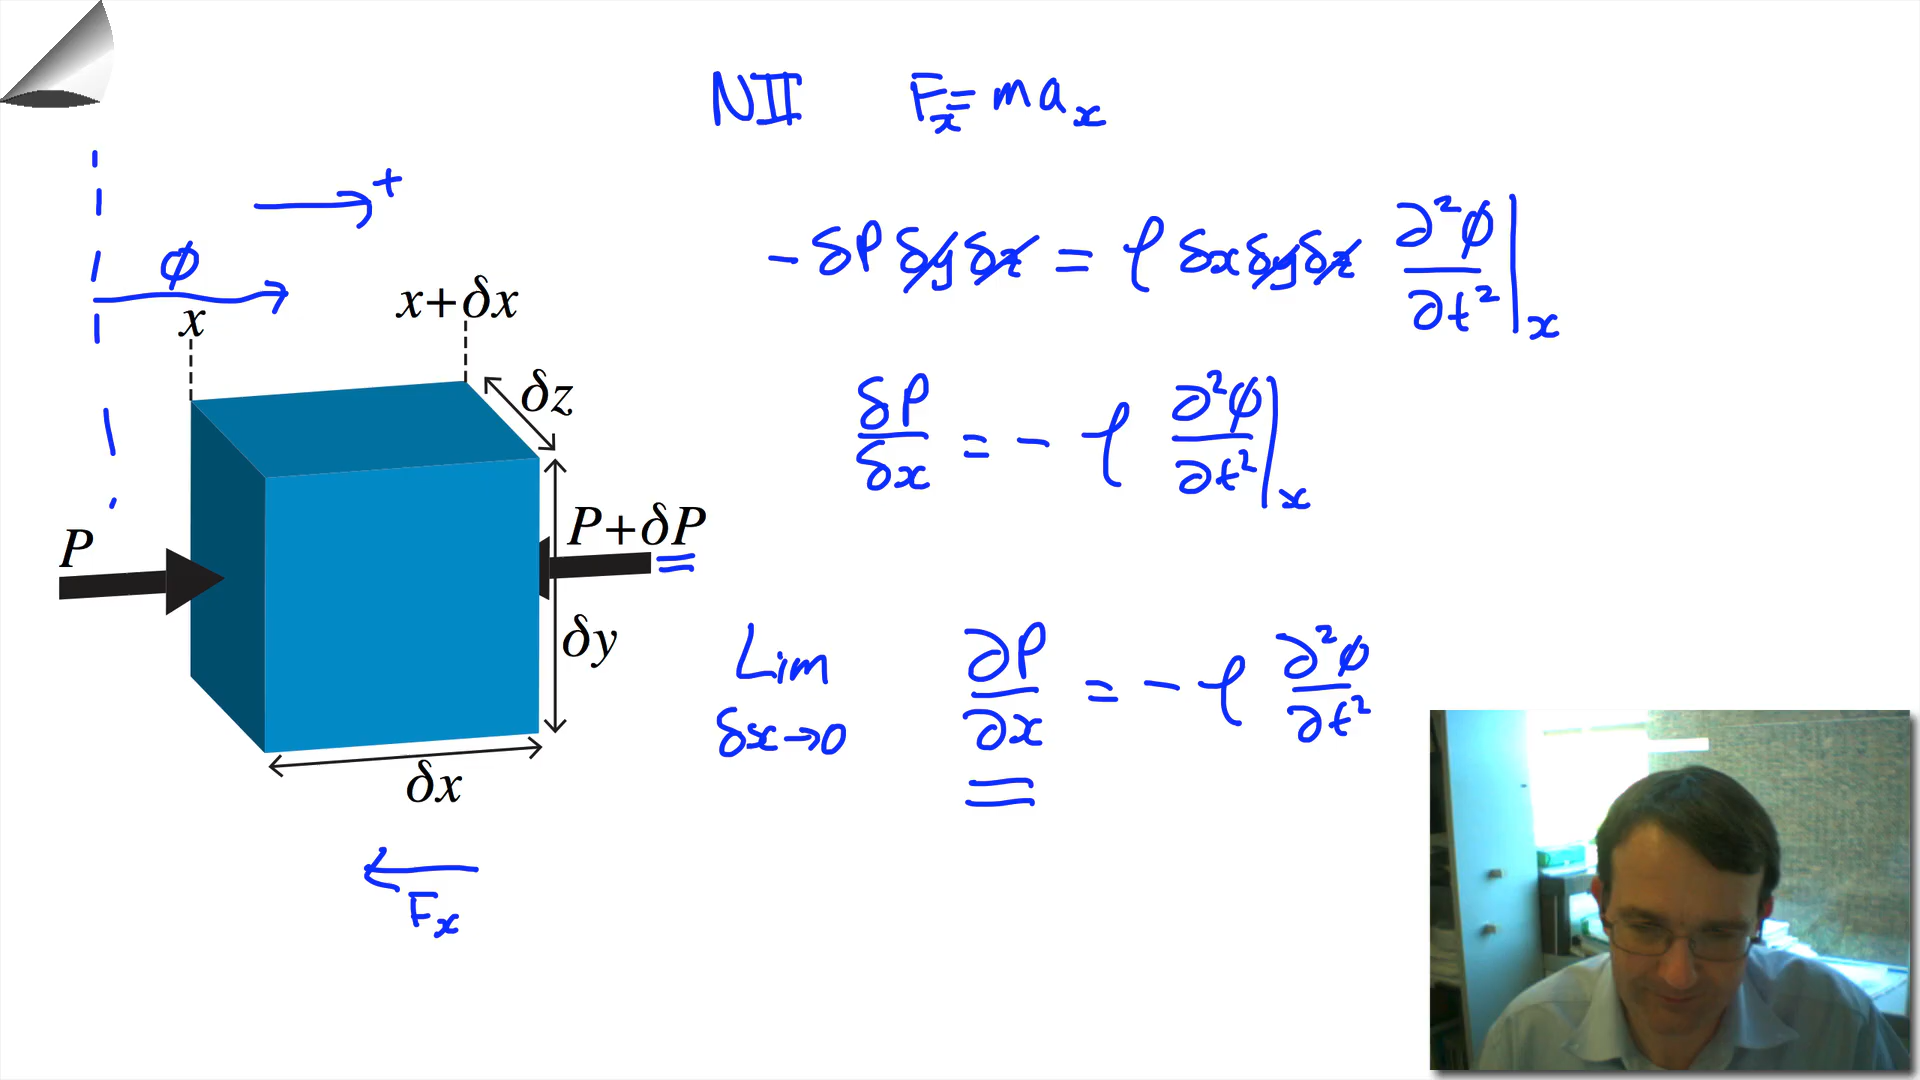 NII F_x = ma_x
+
- δP δy δz = ρ δx δy δz ∂²φ/∂t² |_x
φ
x
x+δx
δz
δP/δx = - ρ ∂²φ/∂t² |_x
P
P+δP
δy
Lim δx→0 ∂P/∂x = - ρ ∂²φ/∂t²
δx
F_x